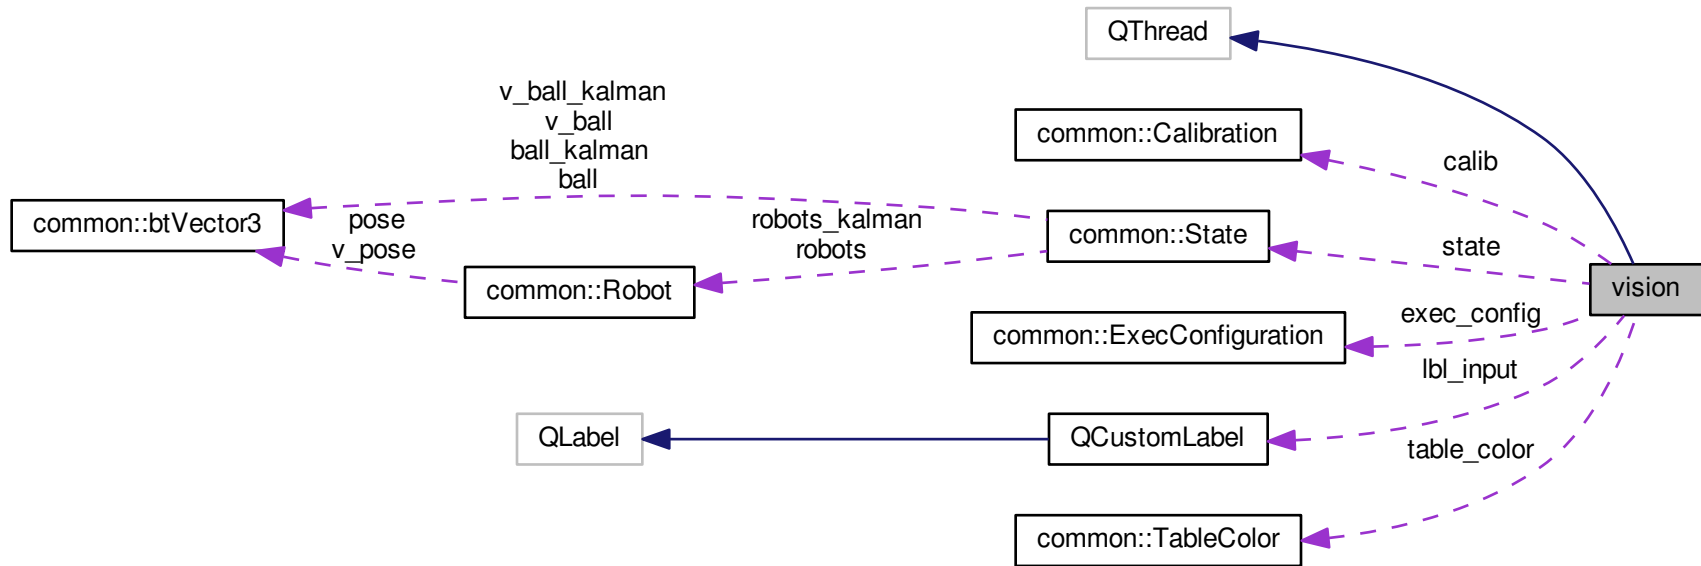 QThread
v_ball_kalman
v_ball
ball_kalman
ball
common::Calibration
calib
common::btVector3
pose
v_pose
robots_kalman
robots
common::State
state
common::Robot
vision
common::ExecConfiguration
exec_config
lbl_input
QLabel
QCustomLabel
table_color
common::TableColor